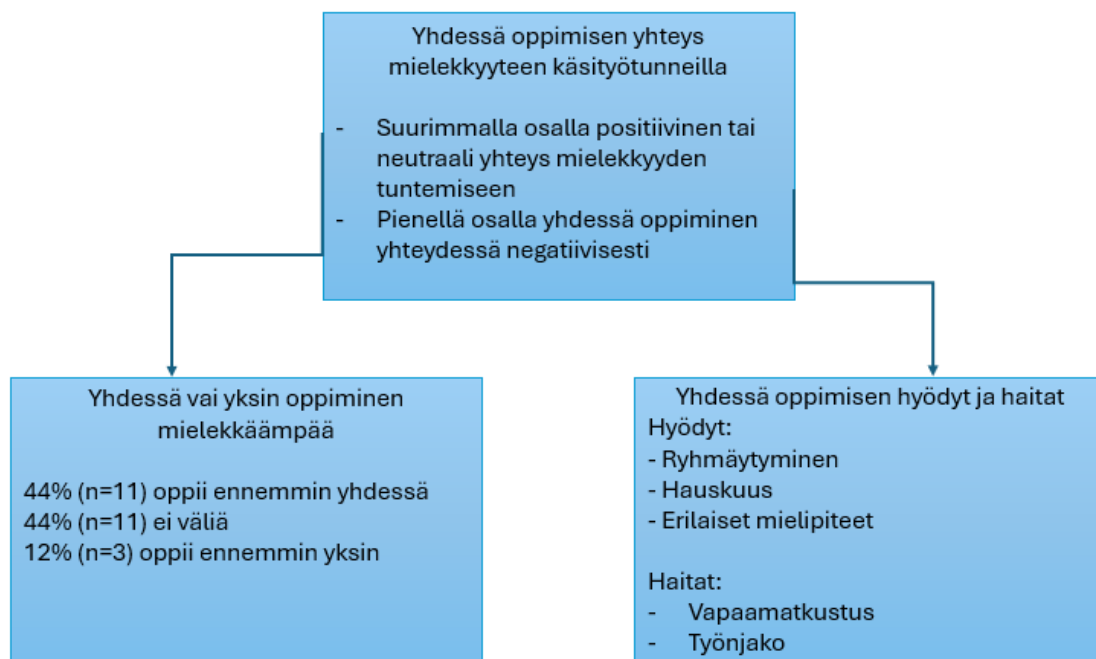 Yhdessä oppimisen yhteys
mielekkyyteen käsityötunneilla
- Suurimmalla osalla positiivinen tai
neutraali yhteys mielekkyyden
tuntemiseen
- Pienellä osalla yhdessä oppiminen
yhteydessä negatiivisesti
Yhdessä vai yksin oppiminen
mielekkäämpää
44% (n=11) oppii ennemmin yhdessä
44% (n=11) ei väliä
12% (n=3) oppii ennemmin yksin
Yhdessä oppimisen hyödyt ja haitat
Hyödyt:
- Ryhmäytyminen
- Hauskuus
- Erilaiset mielipiteet
Haitat:
- Vapaamatkustus
- Työnjako